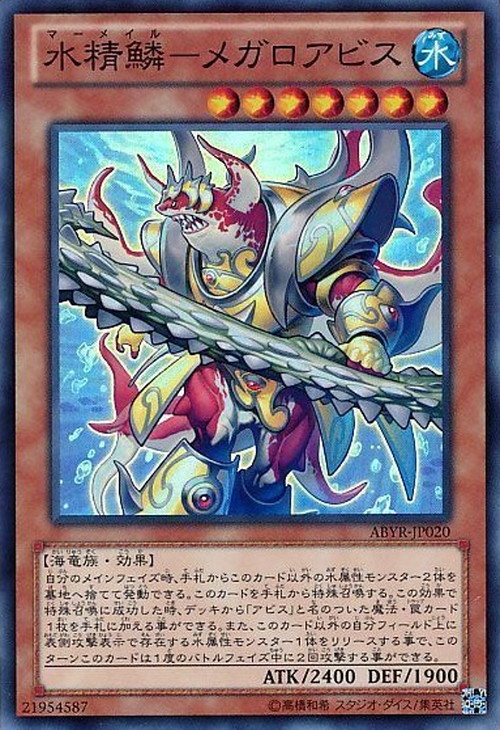 マーメイル
水精鱗－メガロアビス
みず
水
ABYR-JP020
【海竜族・効果】
自分のメインフェイズ時、手札からこのカード以外の水属性モンスター2体を
墓地へ捨てて発動できる。このカードを手札から特殊召喚する。この効果で
特殊召喚に成功した時、デッキから「アビス」と名のついた魔法・罠カード
1枚を手札に加える事ができる。また、このカード以外の自分フィールド上に
表側攻撃表示で存在する水属性モンスター1体をリリースする事で、この
ターンこのカードは1度のバトルフェイズ中に2回攻撃する事ができる。
ATK/2400 DEF/1900
21954587
©高橋和希 スタジオ・ダイス/集英社